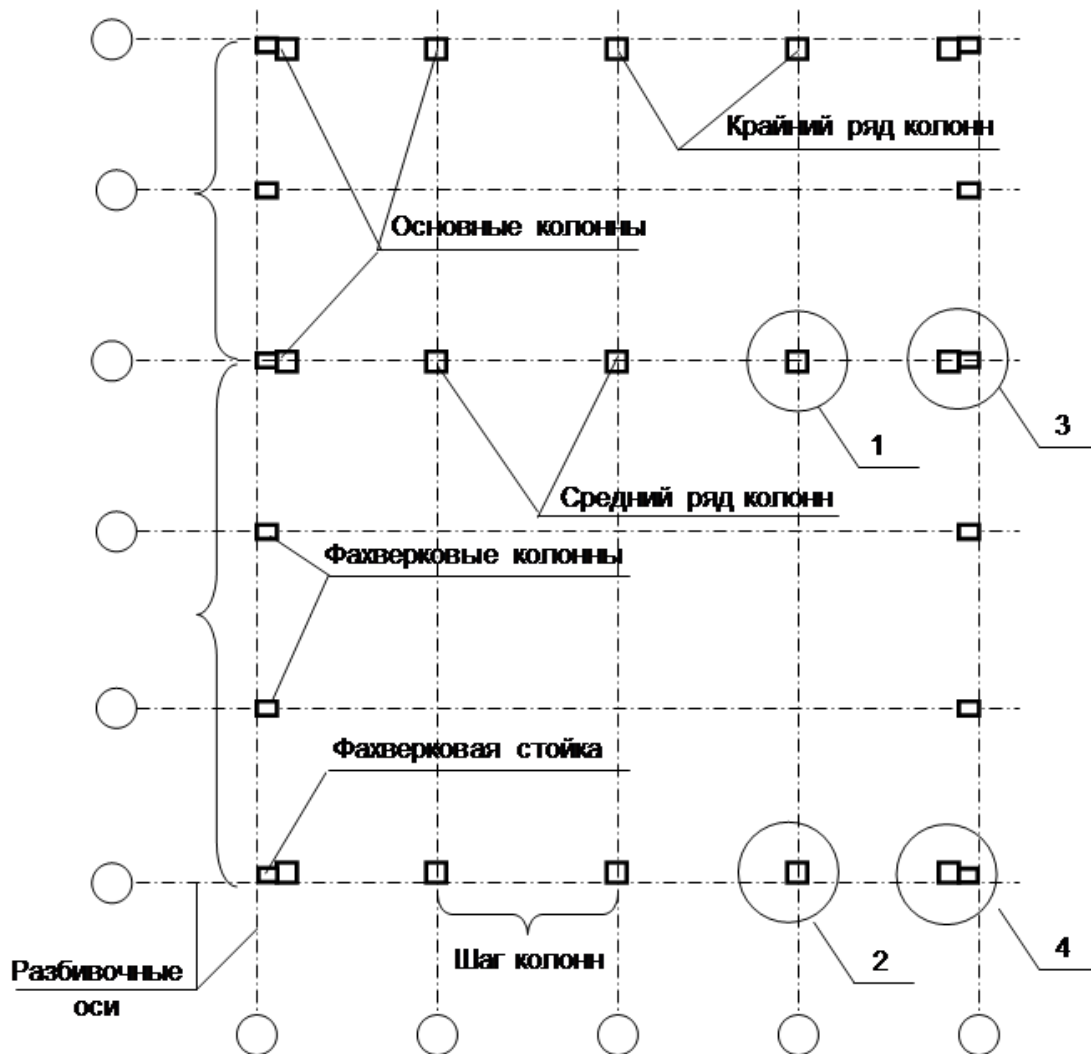 Крайний ряд колонн
Основные колонны
3
1
Средний ряд колонн
Фахверковые колонны
Фахверковая стойка
Шаг колонн
2
4
Разбивочные
оси